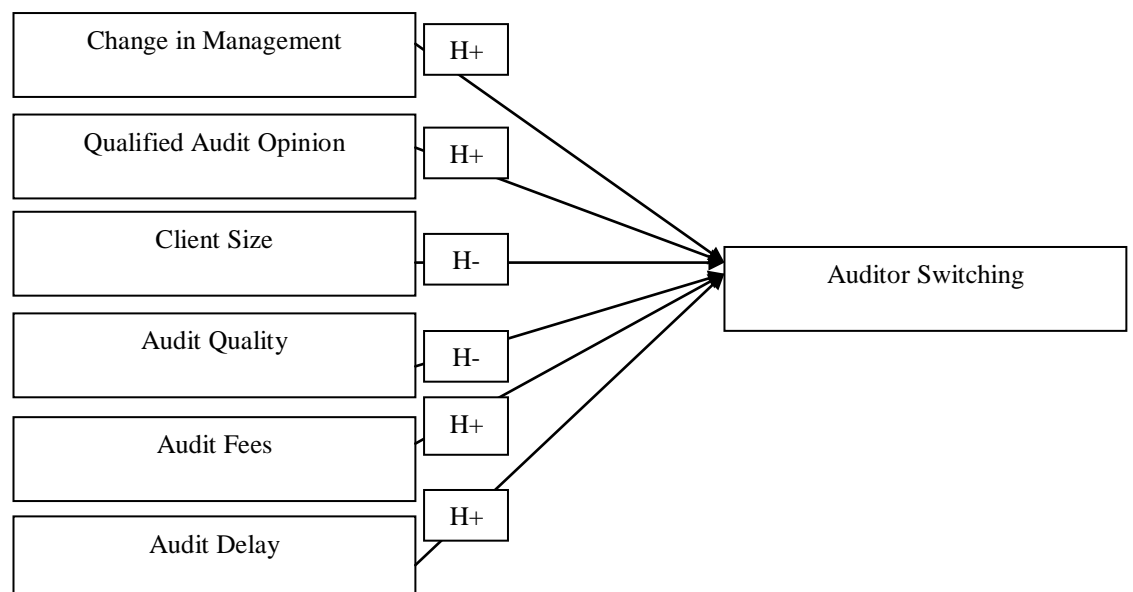 Change in Management
H+
Qualified Audit Opinion
H+
Client Size
H-
Auditor Switching
Audit Quality
H-
Audit Fees
H+
Audit Delay
H+